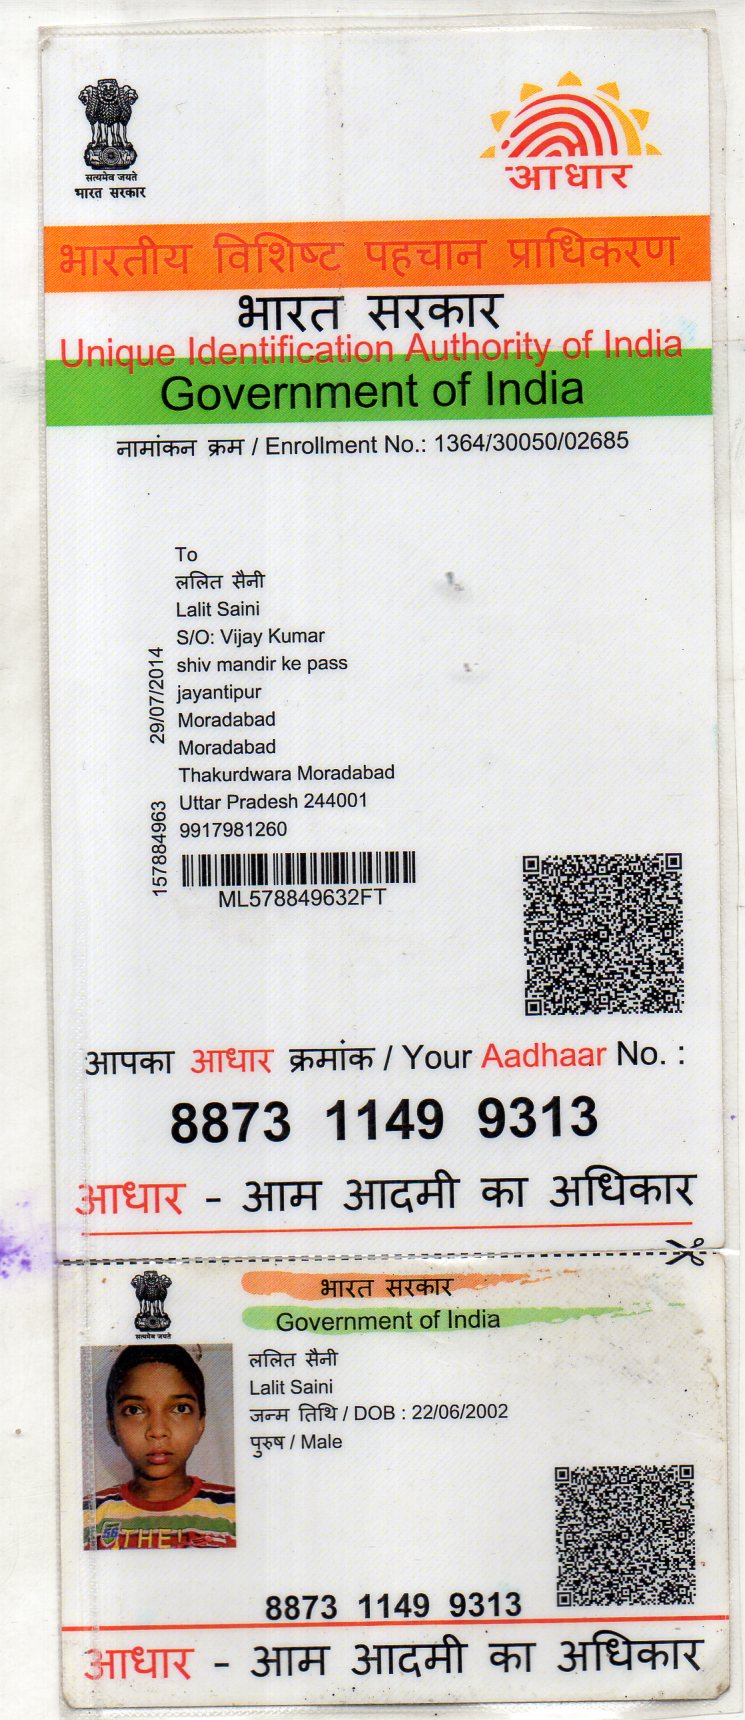 सत्यमेव जयते
भारत सरकार
आधार
भारतीय विशिष्ट पहचान प्राधिकरण
भारत सरकार
Unique Identification Authority of India
Government of India
नामांकन क्रम / Enrollment No.: 1364/30050/02685
To
ललित सैनी
Lalit Saini
S/O: Vijay Kumar
shiv mandir ke pass
jayantipur
Moradabad
Moradabad
Thakurdwara Moradabad
Uttar Pradesh 244001
9917981260
29/07/2014
157884963
ML578849632FT
आपका आधार क्रमांक / Your Aadhaar No. :
8873 1149 9313
आधार - आम आदमी का अधिकार
सत्यमेव जयते
भारत सरकार
Government of India
ललित सैनी
Lalit Saini
जन्म तिथि / DOB : 22/06/2002
पुरुष / Male
56
THE
8873 1149 9313
आधार - आम आदमी का अधिकार